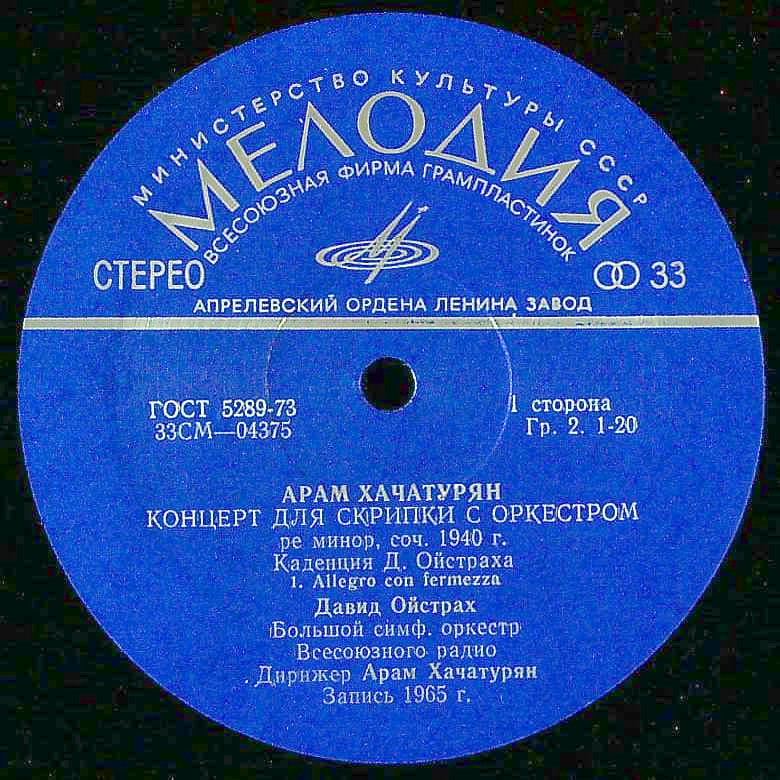 МИНИСТЕРСТВО КУЛЬТУРЫ СССР
МЕЛОДИЯ
ВСЕСОЮЗНАЯ ФИРМА ГРАМПЛАСТИНОК
СТЕРЕО
33
АПРЕЛЕВСКИЙ ОРДЕНА ЛЕНИНА ЗАВОД
ГОСТ 5289-73
33СМ—04375
1 сторона
Гр. 2. 1-20
АРАМ ХАЧАТУРЯН
КОНЦЕРТ ДЛЯ СКРИПКИ С ОРКЕСТРОМ
ре минор, соч. 1940 г.
Каденция Д. Ойстраха
1. Allegro con fermezza
Давид Ойстрах
Большой симф. оркестр
Всесоюзного радио
Дирижер Арам Хачатурян
Запись 1965 г.